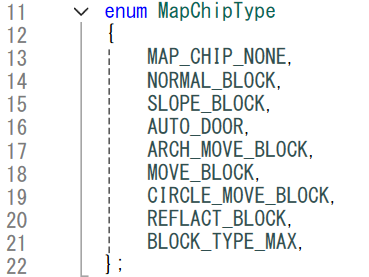 11 enum MapChipType
12 {
13 MAP_CHIP_NONE,
14 NORMAL_BLOCK,
15 SLOPE_BLOCK,
16 AUTO_DOOR,
17 ARCH_MOVE_BLOCK,
18 MOVE_BLOCK,
19 CIRCLE_MOVE_BLOCK,
20 REFLACT_BLOCK,
21 BLOCK_TYPE_MAX,
22 };